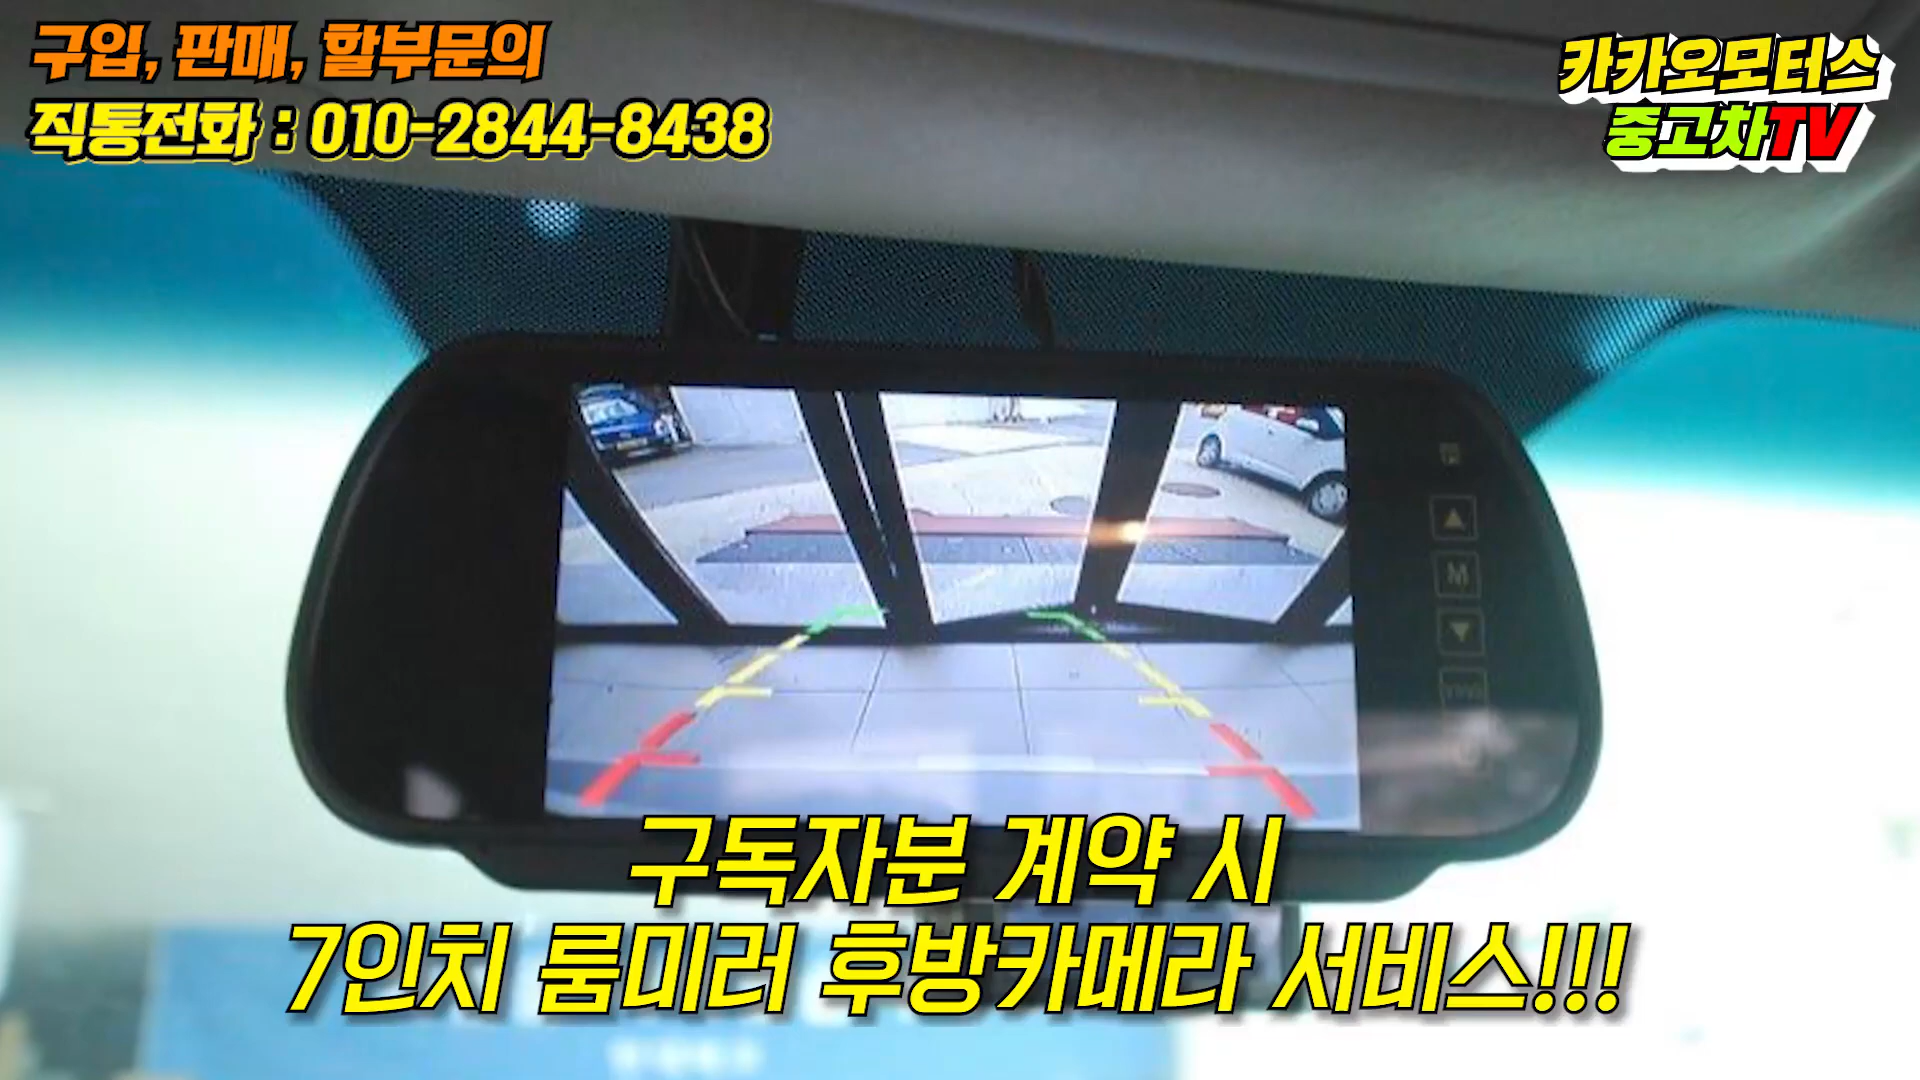 구입, 판매, 할부문의
직통전화 : 010-2844-8438
카카오모터스
중고차TV
M
구독자분 계약 시
7인치 룸미러 후방카메라 서비스!!!